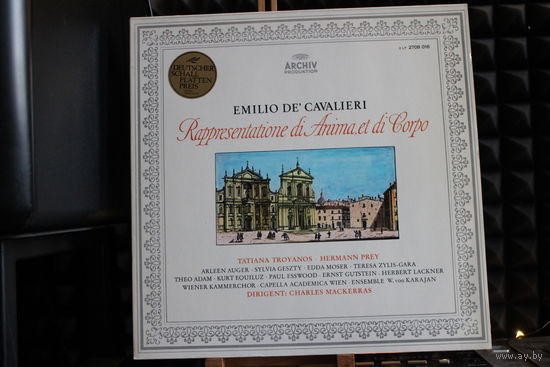 ARCHIV
PRODUKTION
2 LP 2708 016
DEUTSCHER
SCHALL
PLATTEN
PREIS
EMILIO DE' CAVALIERI
Rappresentatione di Anima, et di Corpo
TATIANA TROYANOS · HERMANN PREY
ARLEEN AUGER · SYLVIA GESZTY · EDDA MOSER · TERESA ZYLIS-GARA
THEO ADAM · KURT EQUILUZ · PAUL ESSWOOD · ERNST GUTSTEIN · HERBERT LACKNER
WIENER KAMMERCHOR · CAPELLA ACADEMICA WIEN · ENSEMBLE W. von KARAJAN
DIRIGENT: CHARLES MACKERRAS
www.ay.by